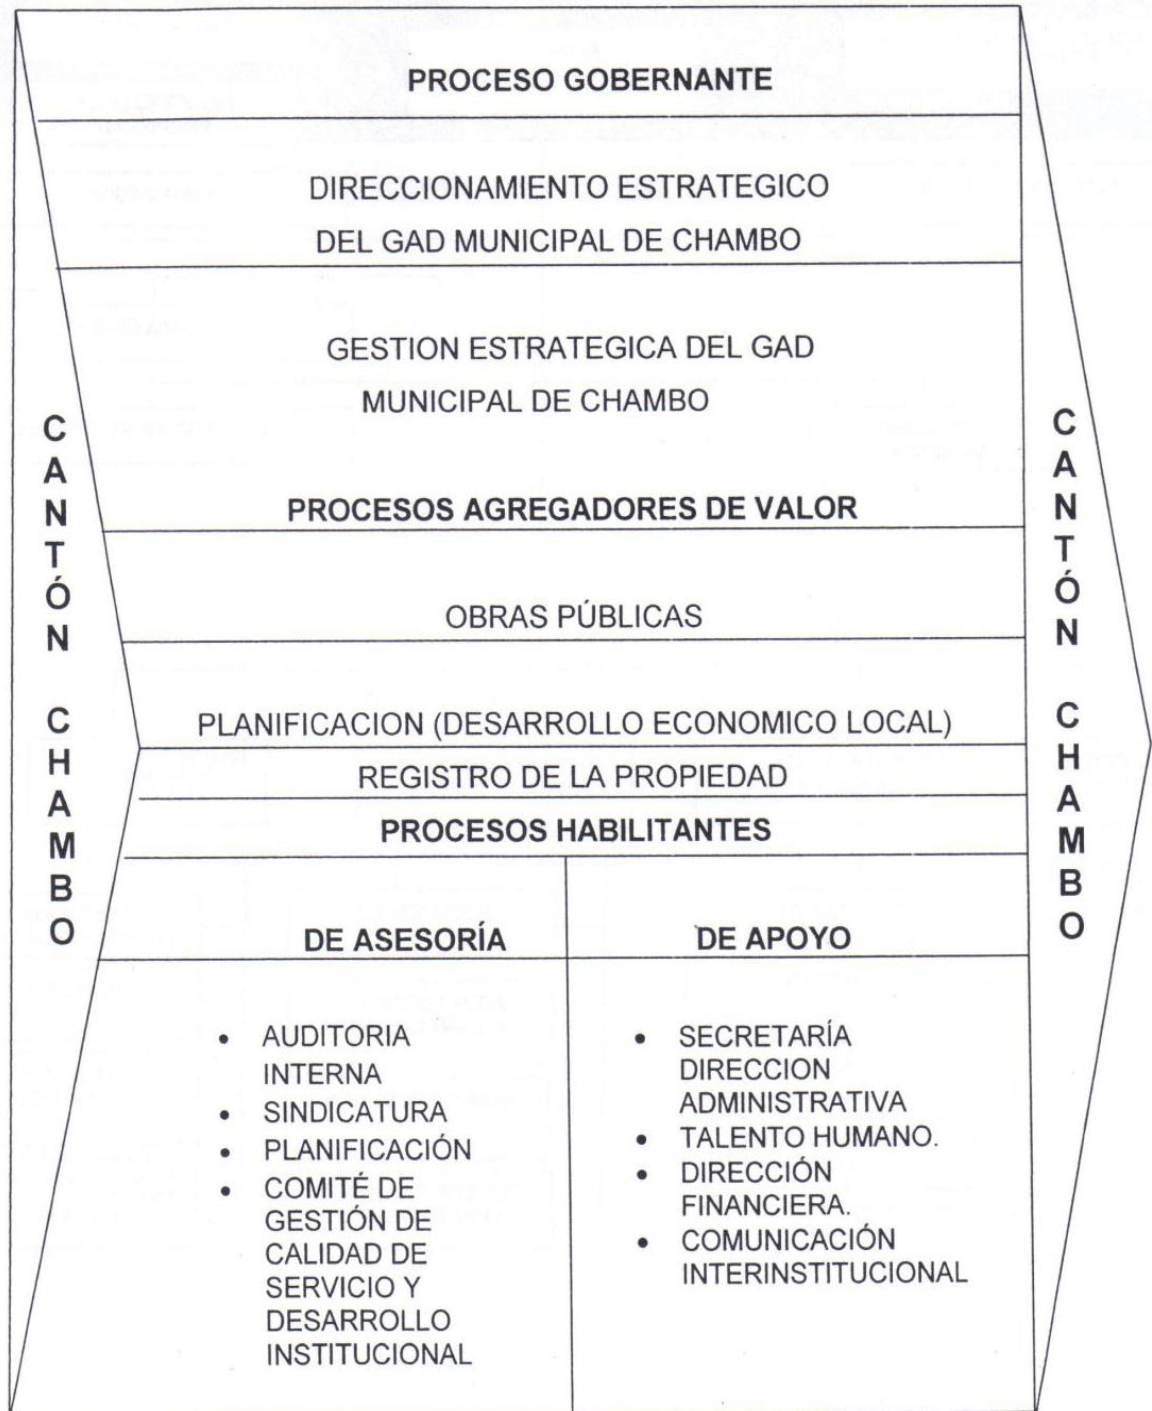 PROCESO GOBERNANTE
DIRECCIONAMIENTO ESTRATEGICO
DEL GAD MUNICIPAL DE CHAMBO
GESTION ESTRATEGICA DEL GAD
MUNICIPAL DE CHAMBO
PROCESOS AGREGADORES DE VALOR
OBRAS PÚBLICAS
PLANIFICACION (DESARROLLO ECONOMICO LOCAL)
REGISTRO DE LA PROPIEDAD
PROCESOS HABILITANTES
DE ASESORÍA
• AUDITORIA
INTERNA
• SINDICATURA
• PLANIFICACIÓN
• COMITÉ DE
GESTIÓN DE
CALIDAD DE
SERVICIO Y
DESARROLLO
INSTITUCIONAL
DE APOYO
• SECRETARÍA
DIRECCION
ADMINISTRATIVA
• TALENTO HUMANO.
• DIRECCIÓN
FINANCIERA.
• COMUNICACIÓN
INTERINSTITUCIONAL
CANTÓN CHAMBO
CANTÓN CHAMBO